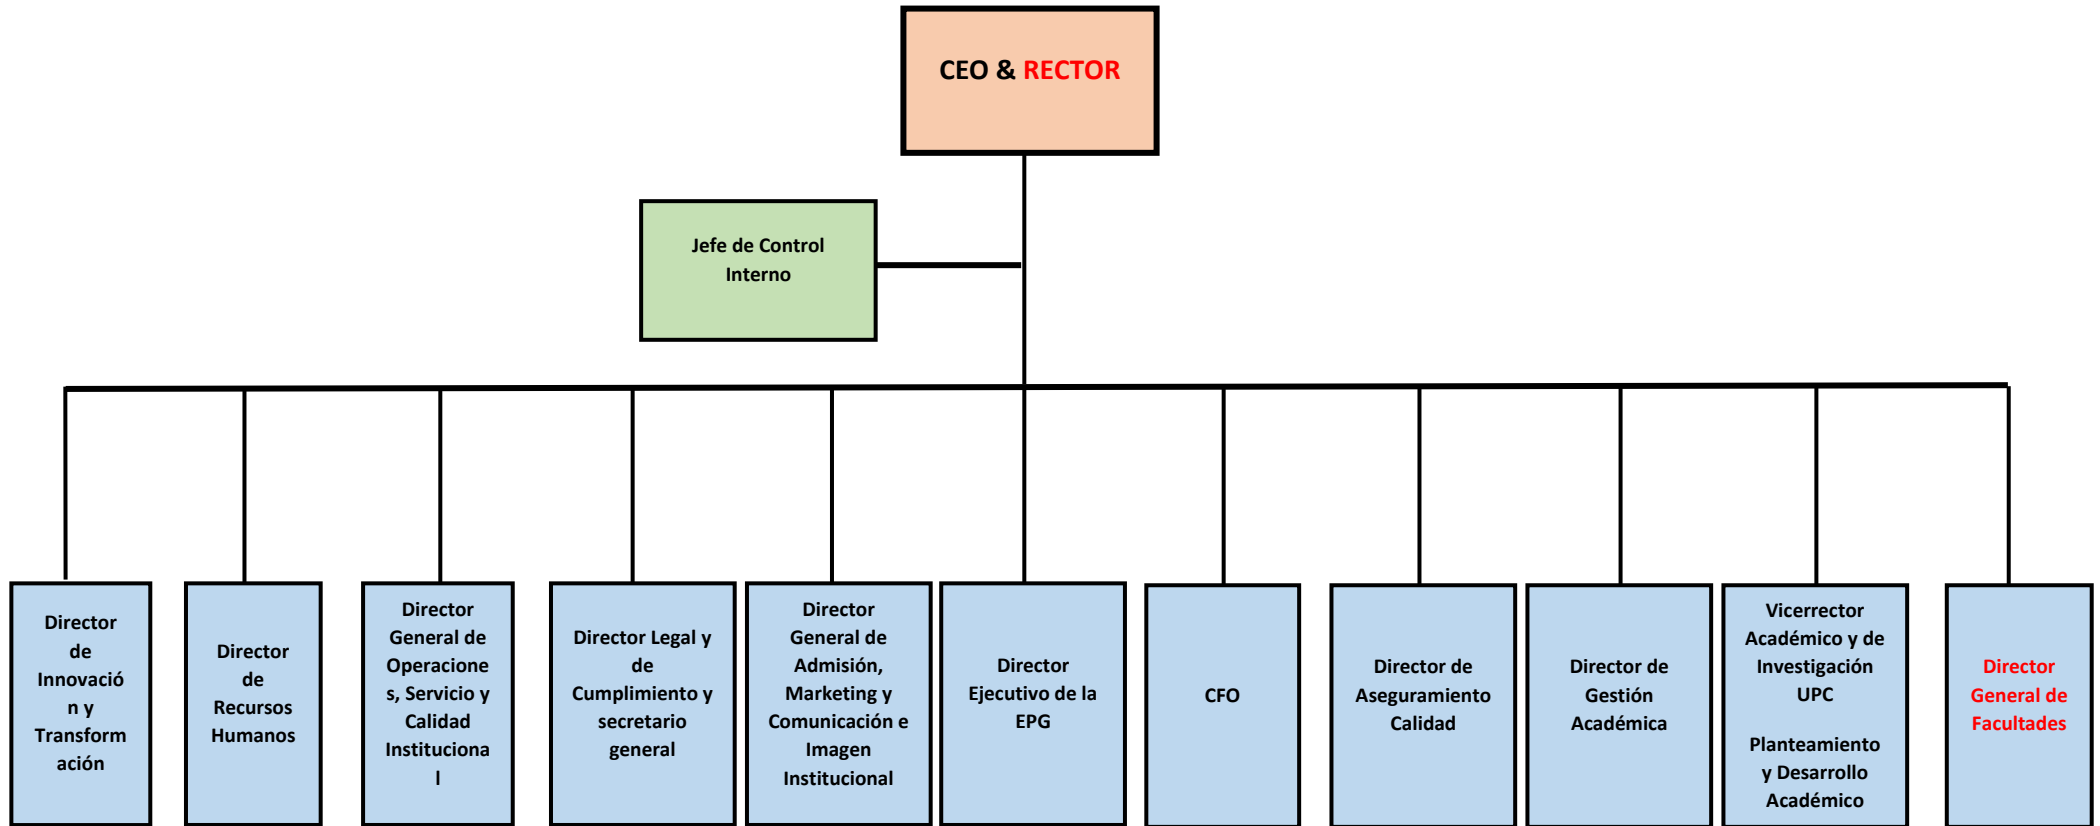 CEO & RECTOR
Jefe de Control
Interno
Director
de
Innovació
n y
Transform
ación
Director
de
Recursos
Humanos
Director
General de
Operacione
s, Servicio y
Calidad
Instituciona
l
Director Legal y
de
Cumplimiento y
secretario
general
Director
General de
Admisión,
Marketing y
Comunicación e
Imagen
Institucional
Director
Ejecutivo de la
EPG
CFO
Director de
Aseguramiento
Calidad
Director de
Gestión
Académica
Vicerrector
Académico y de
Investigación
UPC
Planteamiento
y Desarrollo
Académico
Director
General de
Facultades